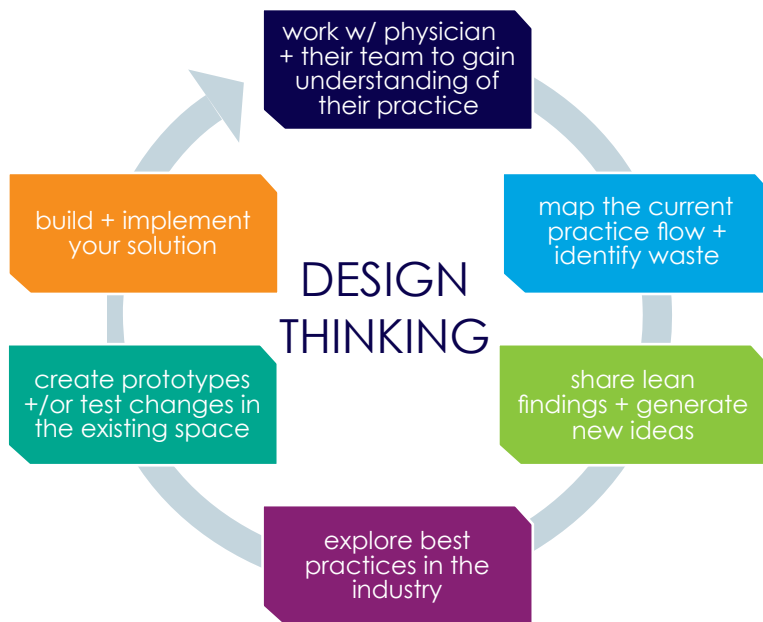 work w/ physician
+ their team to gain
understanding of
their practice
map the current
practice flow +
identify waste
share lean
findings + generate
new ideas
explore best
practices in the
industry
create prototypes
+/or test changes in
the existing space
build + implement
your solution
DESIGN
THINKING